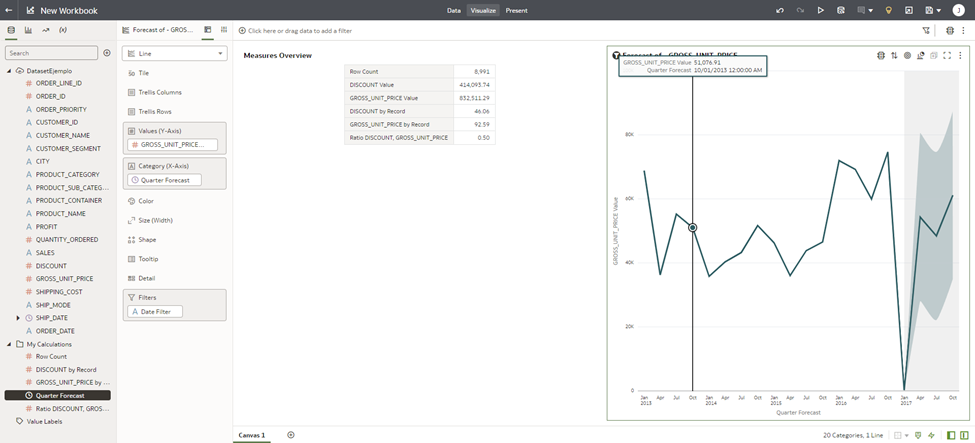 New Workbook
Data
Visualize
Present
J
Search
DatasetEjemplo
# ORDER_LINE_ID
# ORDER_ID
A ORDER_PRIORITY
A CUSTOMER_ID
A CUSTOMER_NAME
A CUSTOMER_SEGMENT
A CITY
A PRODUCT_CATEGORY
A PRODUCT_SUB_CATEG...
A PRODUCT_CONTAINER
A PRODUCT_NAME
A PROFIT
# QUANTITY_ORDERED
A SALES
# DISCOUNT
# GROSS_UNIT_PRICE
# SHIPPING_COST
A SHIP_MODE
SHIP_DATE
A ORDER_DATE
My Calculations
# Row Count
# DISCOUNT by Record
# GROSS_UNIT_PRICE by ...
Quarter Forecast
# Ratio DISCOUNT, GROS...
Value Labels
Forecast of - GROS...
Line
Tile
Trellis Columns
Trellis Rows
Values (Y-Axis)
# GROSS_UNIT_PRICE...
Category (X-Axis)
Quarter Forecast
Color
Size (Width)
Shape
Tooltip
Detail
Filters
A Date Filter
Click here or drag data to add a filter
Measures Overview
Row Count 8,991
DISCOUNT Value 414,093.74
GROSS_UNIT_PRICE Value 832,511.29
DISCOUNT by Record 46.06
GROSS_UNIT_PRICE by Record 92.59
Ratio DISCOUNT, GROSS_UNIT_PRICE 0.50
Forecast of - GROSS_UNIT_PRICE
GROSS_UNIT_PRICE Value 51,076.91
Quarter Forecast 10/01/2013 12:00:00 AM
GROSS_UNIT_PRICE Value
80K
60K
40K
20K
0
Jan Apr Jul Oct Jan Apr Jul Oct Jan Apr Jul Oct Jan Apr Jul Oct Jan Apr Jul Oct
2013 2014 2015 2016 2017
Quarter Forecast
Canvas 1
20 Categories, 1 Line